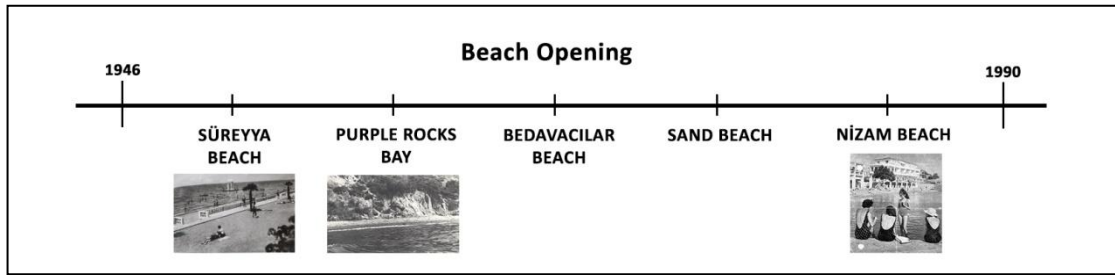 Beach Opening
1946
1990
SÜREYYA
BEACH
PURPLE ROCKS
BAY
BEDAVACILAR
BEACH
SAND BEACH
NİZAM BEACH